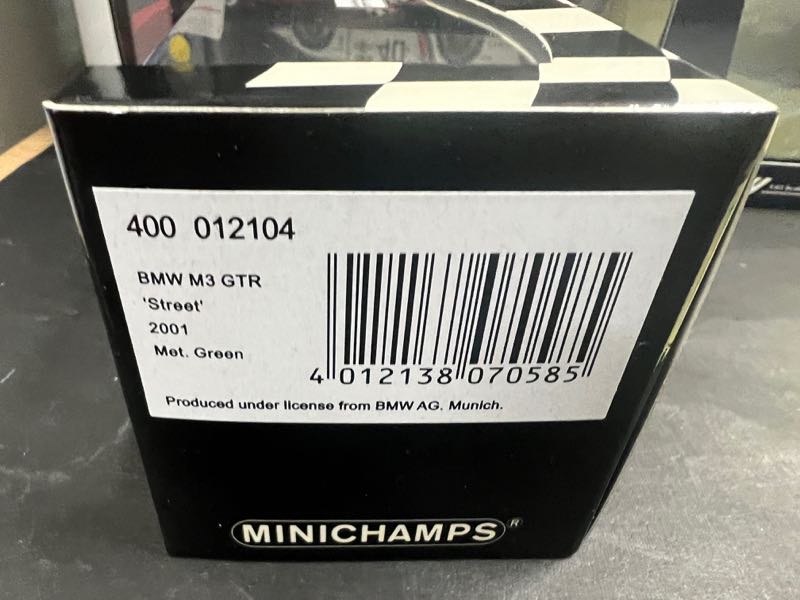 400 012104
BMW M3 GTR
'Street'
2001
Met. Green
4 012138 070585
Produced under license from BMW AG. Munich.
MINICHAMPS®